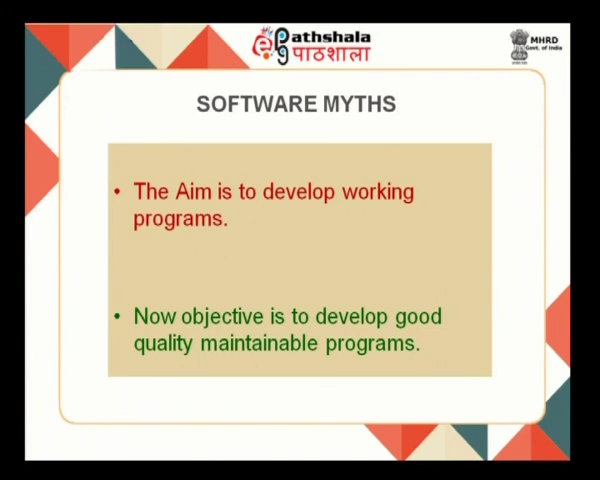 ePG Pathshala
पाठशाला
MHRD
Govt. of India
SOFTWARE MYTHS
• The Aim is to develop working
programs.
• Now objective is to develop good
quality maintainable programs.